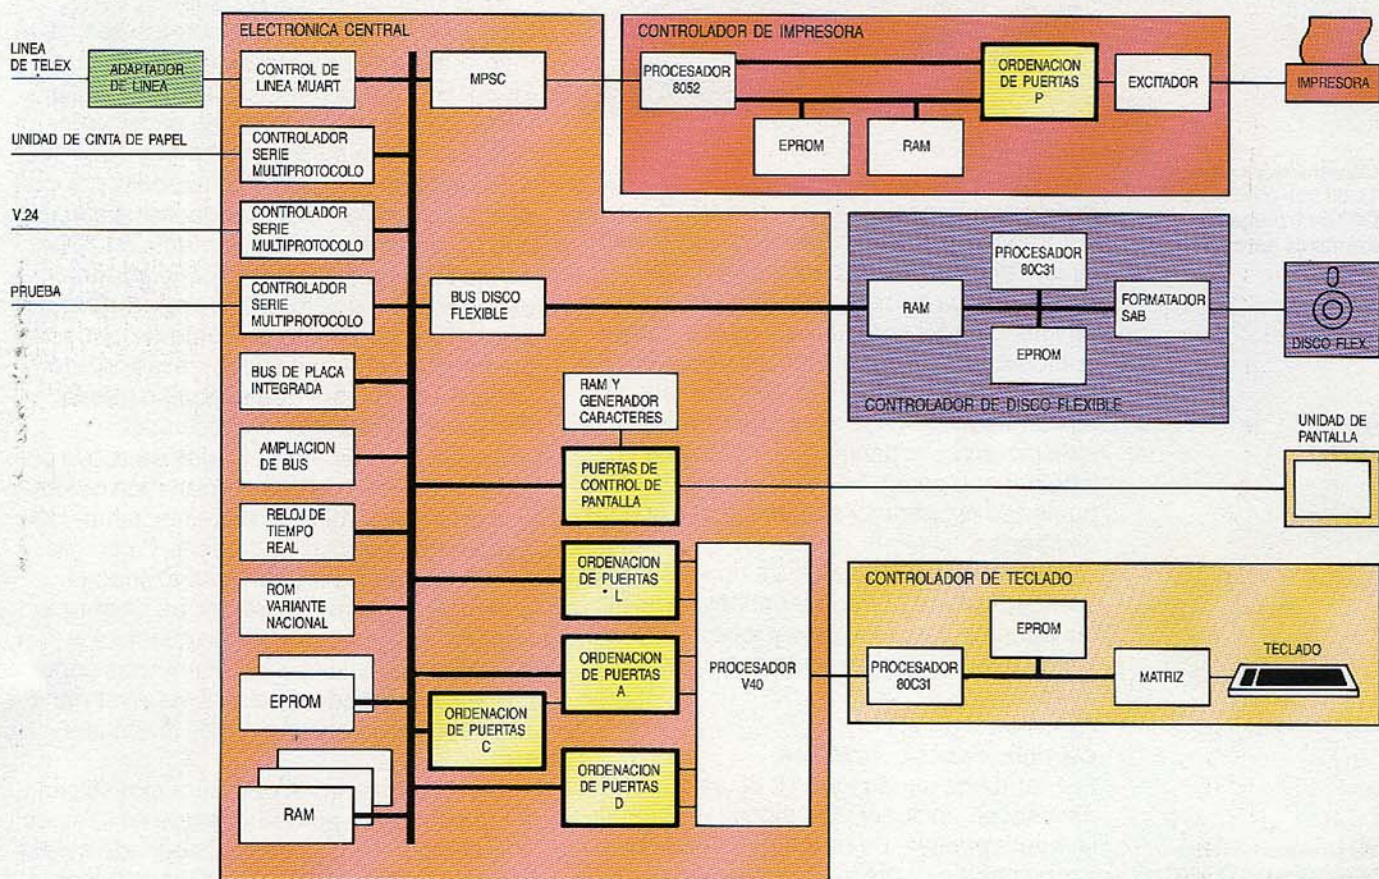 ELECTRONICA CENTRAL
LINEA
DE TELEX
ADAPTADOR
DE LINEA
CONTROL DE
LINEA MUART
MPSC
UNIDAD DE CINTA DE PAPEL
CONTROLADOR
SERIE
MULTIPROTOCOLO
V.24
CONTROLADOR
SERIE
MULTIPROTOCOLO
PRUEBA
CONTROLADOR
SERIE
MULTIPROTOCOLO
BUS DISCO
FLEXIBLE
BUS DE PLACA
INTEGRADA
AMPLIACION
DE BUS
RELOJ DE
TIEMPO
REAL
ROM
VARIANTE
NACIONAL
EPROM
RAM
RAM Y
GENERADOR
CARACTERES
PUERTAS DE
CONTROL DE
PANTALLA
ORDENACION
DE PUERTAS
L
ORDENACION
DE PUERTAS
A
ORDENACION
DE PUERTAS
C
ORDENACION
DE PUERTAS
D
PROCESADOR
V40
CONTROLADOR DE IMPRESORA
PROCESADOR
8052
EPROM
RAM
ORDENACION
DE PUERTAS
P
EXCITADOR
IMPRESORA
PROCESADOR
80C31
RAM
EPROM
FORMATADOR
SAB
CONTROLADOR DE DISCO FLEXIBLE
DISCO FLEX.
UNIDAD DE
PANTALLA
CONTROLADOR DE TECLADO
PROCESADOR
80C31
EPROM
MATRIZ
TECLADO